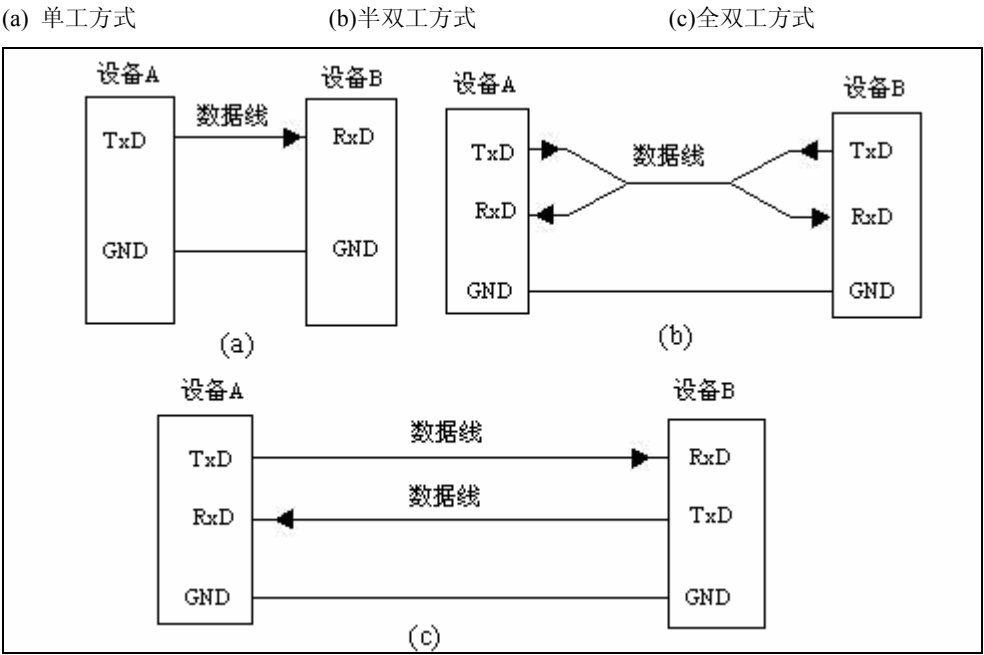 (a) 单工方式 (b)半双工方式 (c)全双工方式
设备A 设备B
TxD 数据线 RxD
GND GND
(a)
设备A 设备B
TxD 数据线 TxD
RxD RxD
GND GND
(b)
设备A 设备B
TxD 数据线 RxD
RxD 数据线 TxD
GND GND
(c)